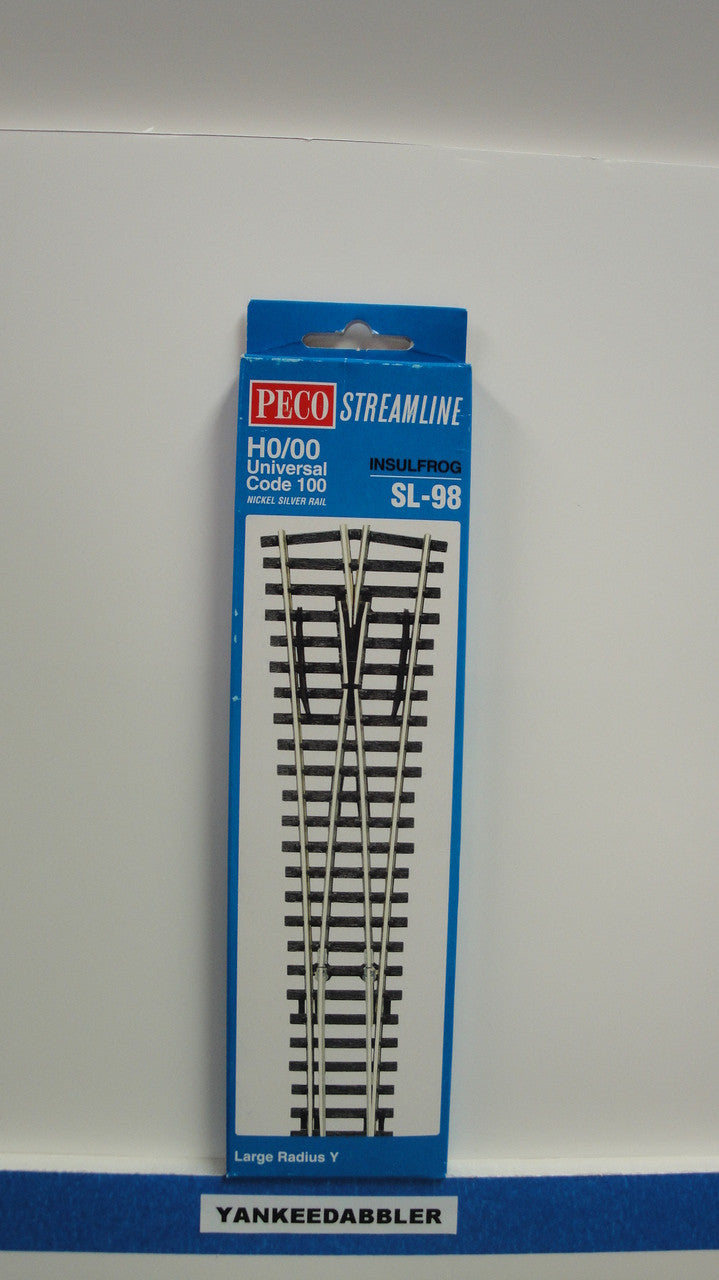 PECO STREAMLINE
H0/00
Universal
Code 100
NICKEL SILVER RAIL
INSULFROG
SL-98
Large Radius Y
YANKEEDABBLER